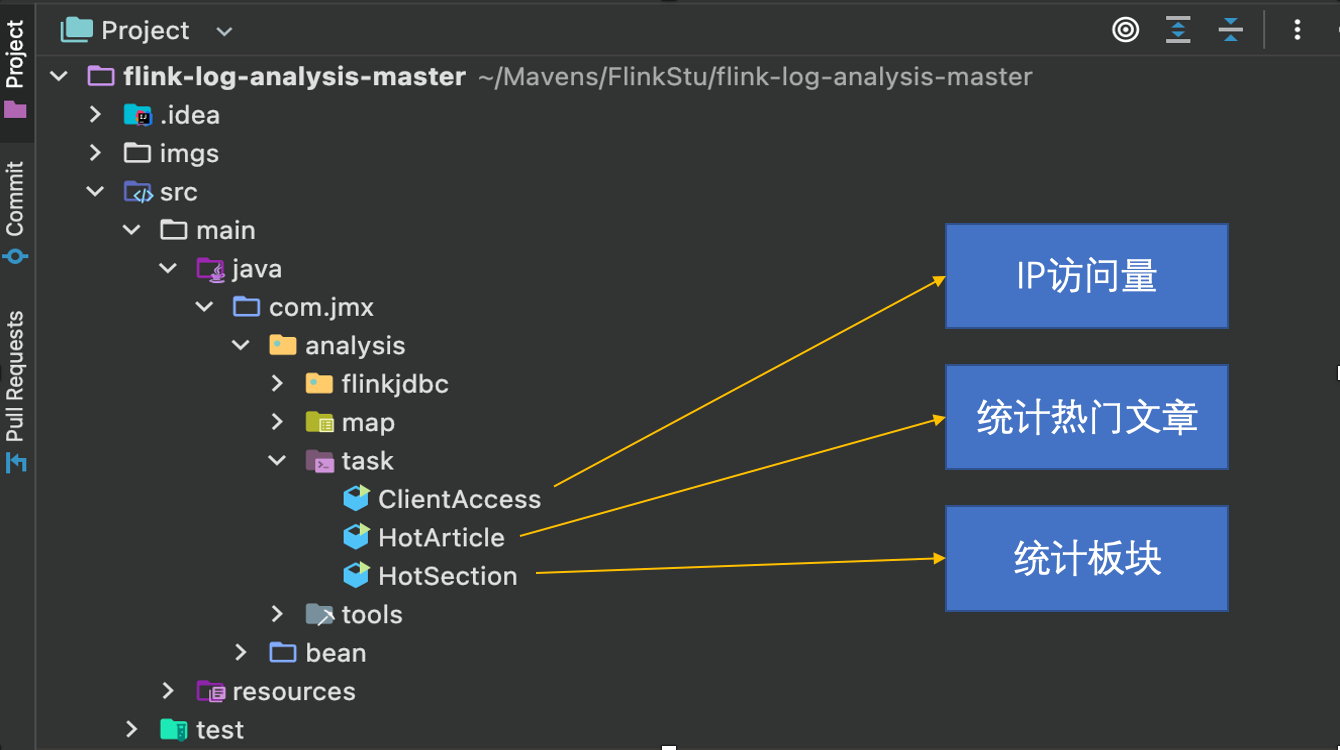 Project
Commit
Pull Requests
Project
flink-log-analysis-master ~/Mavens/FlinkStu/flink-log-analysis-master
.idea
imgs
src
main
java
com.jmx
analysis
flinkjdbc
map
task
ClientAccess
HotArticle
HotSection
tools
bean
resources
test
IP访问量
统计热门文章
统计板块